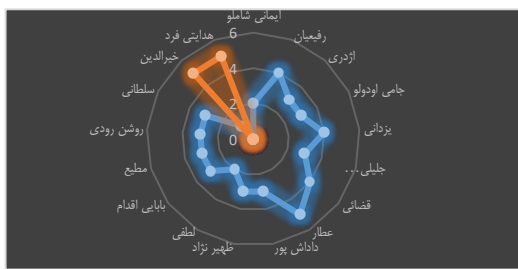 ایمانی شاملو
رفیعیان
اژدری
جامی اودولو
یزدانی
جلیلی...
قضائی
عطار
داداش پور
ظهیر نژاد
لطفی
بابایی اقدام
مطیع
روشن رودی
سلطانی
خیرالدین
هدایتی فرد
6
4
2
0